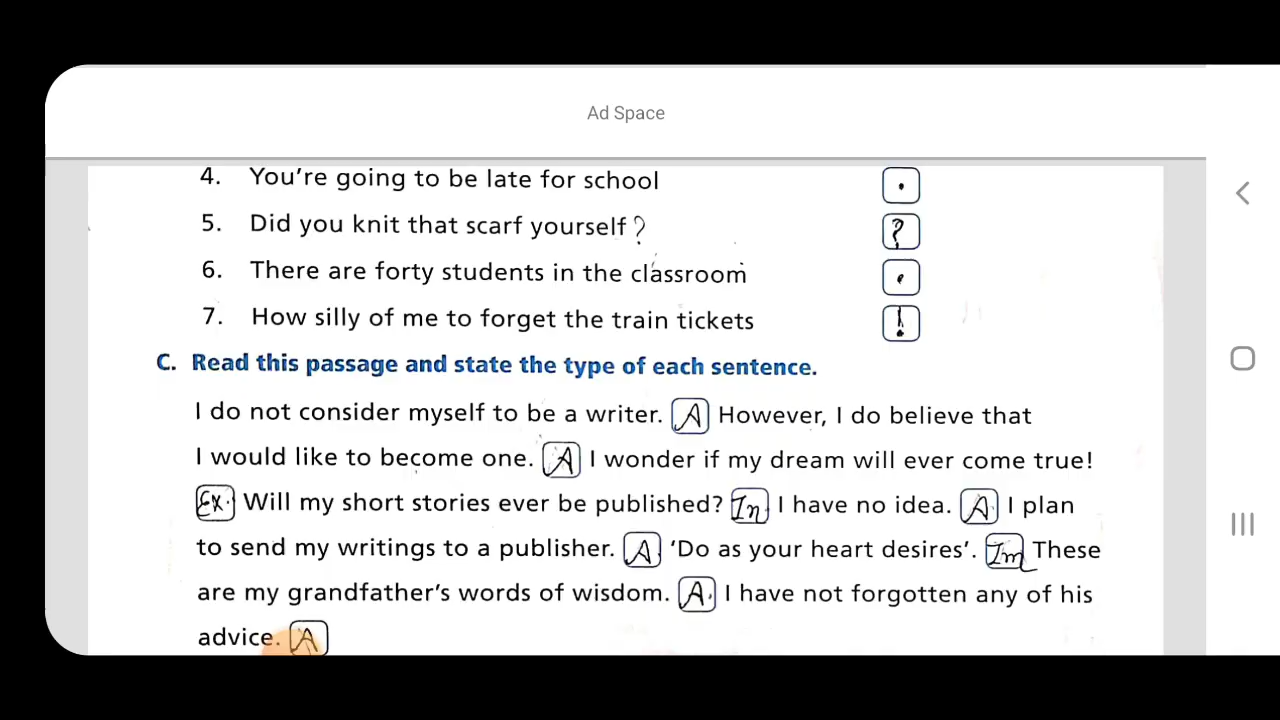 Ad Space
4. You're going to be late for school .
5. Did you knit that scarf yourself ? ?
6. There are forty students in the classroom .
7. How silly of me to forget the train tickets !
C. Read this passage and state the type of each sentence.
I do not consider myself to be a writer. A However, I do believe that
I would like to become one. A I wonder if my dream will ever come true!
Ex. Will my short stories ever be published? In I have no idea. A. I plan
to send my writings to a publisher. A 'Do as your heart desires'. Im These
are my grandfather's words of wisdom. A. I have not forgotten any of his
advice. A